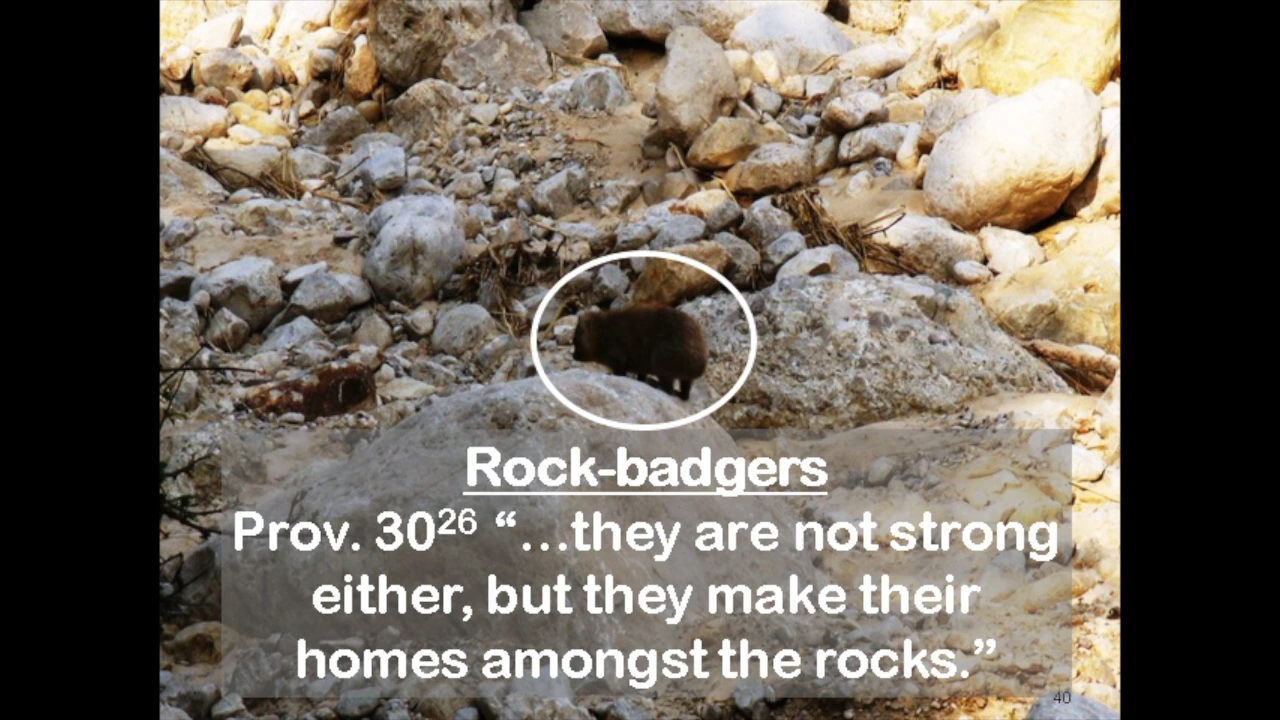 Rock-badgers
Prov. 30²⁶ “...they are not strong
either, but they make their
homes amongst the rocks.”
40